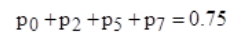 p₀ +p₂ +p₅ +p₇ = 0.75